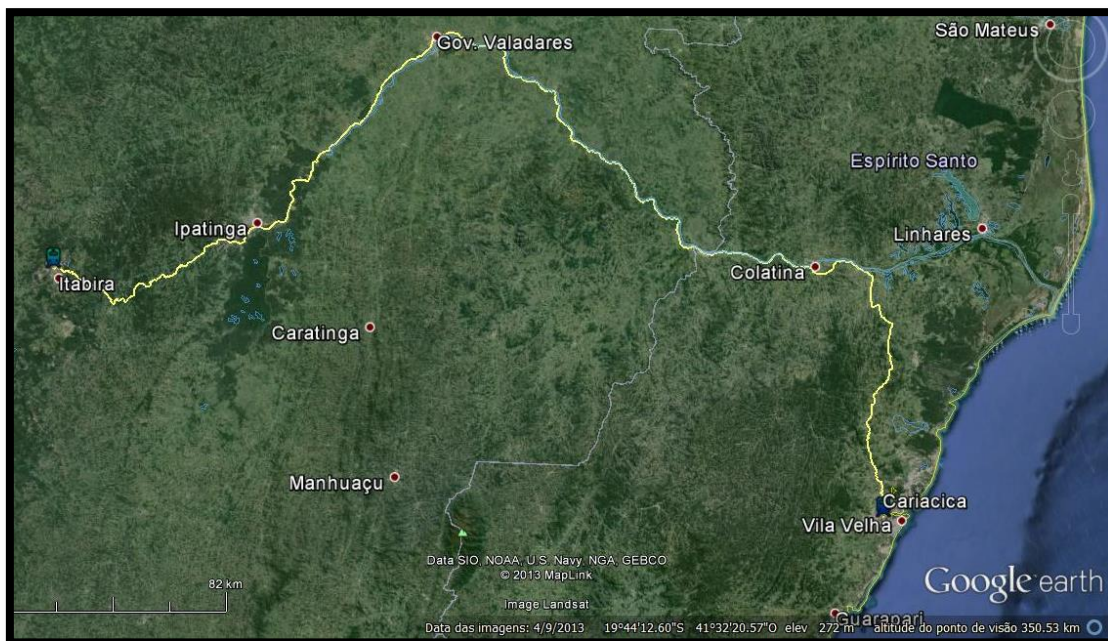 Gov. Valadares
São Mateus
Espírito Santo
Ipatinga
Linhares
Colatina
Itabira
Caratinga
Manhuaçu
Cariacica
Vila Velha
Data SIO, NOAA, U.S. Navy, NGA, GEBCO
© 2013 MapLink
Image Landsat
82 km
Google earth
Guarapari
Data das imagens: 4/9/2013 19°44'12.60"S 41°32'20.57"O elev 272 m altitude do ponto de visão 350.53 km